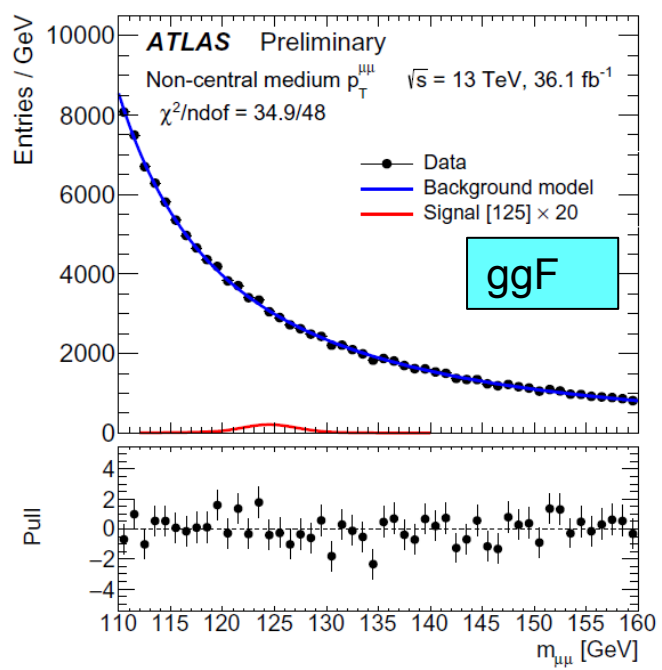 10000
8000
6000
4000
2000
0
Entries / GeV
ATLAS Preliminary
Non-central medium p_T^μμ √s = 13 TeV, 36.1 fb⁻¹
χ²/ndof = 34.9/48
Data
Background model
Signal [125] × 20
ggF
4
2
0
−2
−4
Pull
110 115 120 125 130 135 140 145 150 155 160
m_μμ [GeV]